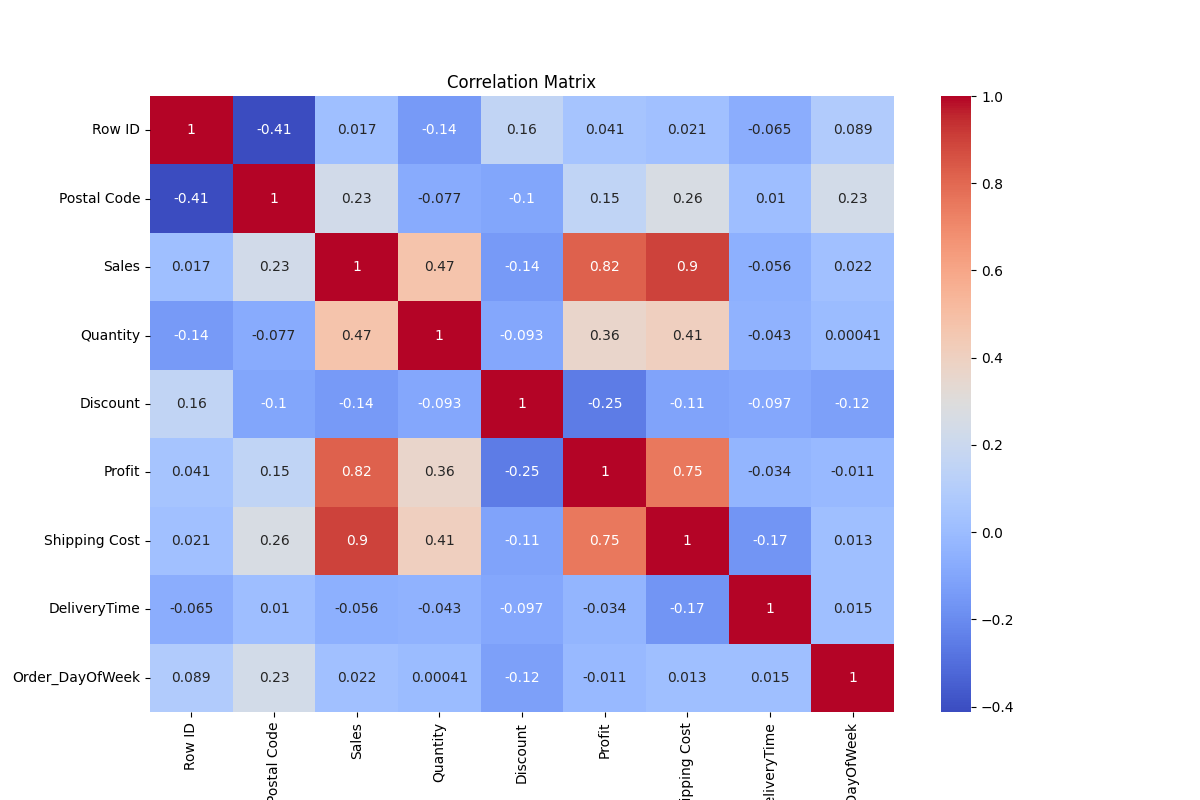 Correlation Matrix
Row ID 1 -0.41 0.017 -0.14 0.16 0.041 0.021 -0.065 0.089
Postal Code -0.41 1 0.23 -0.077 -0.1 0.15 0.26 0.01 0.23
Sales 0.017 0.23 1 0.47 -0.14 0.82 0.9 -0.056 0.022
Quantity -0.14 -0.077 0.47 1 -0.093 0.36 0.41 -0.043 0.00041
Discount 0.16 -0.1 -0.14 -0.093 1 -0.25 -0.11 -0.097 -0.12
Profit 0.041 0.15 0.82 0.36 -0.25 1 0.75 -0.034 -0.011
Shipping Cost 0.021 0.26 0.9 0.41 -0.11 0.75 1 -0.17 0.013
DeliveryTime -0.065 0.01 -0.056 -0.043 -0.097 -0.034 -0.17 1 0.015
Order_DayOfWeek 0.089 0.23 0.022 0.00041 -0.12 -0.011 0.013 0.015 1
Row ID
Postal Code
Sales
Quantity
Discount
Profit
ipping Cost
eliveryTime
DayOfWeek
1.0
0.8
0.6
0.4
0.2
0.0
−0.2
−0.4